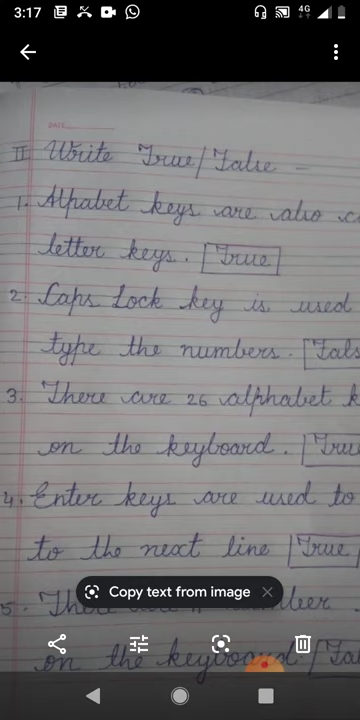 3:17
4G
DATE
II Write True/False —
1. Alpabet keys are also c
letter keys. True
2. Caps Lock key is used
type the numbers. Fals
3. There are 26 alphabet k
on the keyboard. Tru
4. Enter keys are used to
to the next line True
Copy text from image
5.
on the keyboard. Fal